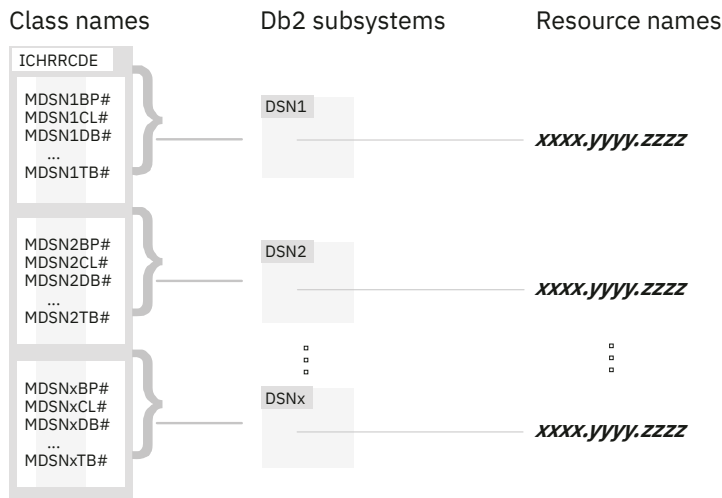 Class names
Db2 subsystems
Resource names
ICHRRCDE
MDSN1BP#
MDSN1CL#
MDSN1DB#
...
MDSN1TB#
DSN1
xxxx.yyyy.zzzz
MDSN2BP#
MDSN2CL#
MDSN2DB#
...
MDSN2TB#
DSN2
xxxx.yyyy.zzzz
MDSNxBP#
MDSNxCL#
MDSNxDB#
...
MDSNxTB#
DSNx
xxxx.yyyy.zzzz